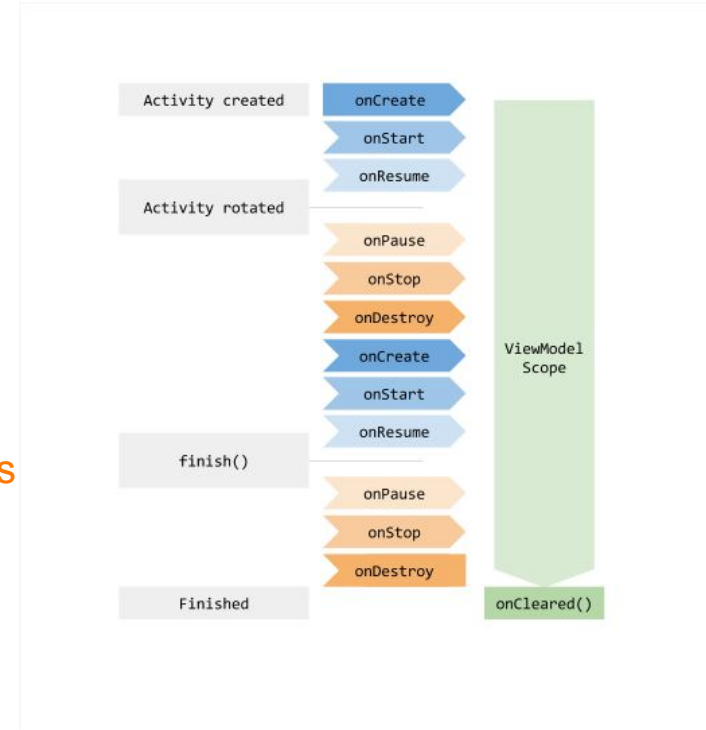 Activity created
onCreate
onStart
onResume
Activity rotated
onPause
onStop
onDestroy
onCreate
onStart
onResume
ViewModel
Scope
finish()
s
onPause
onStop
onDestroy
Finished
onCleared()